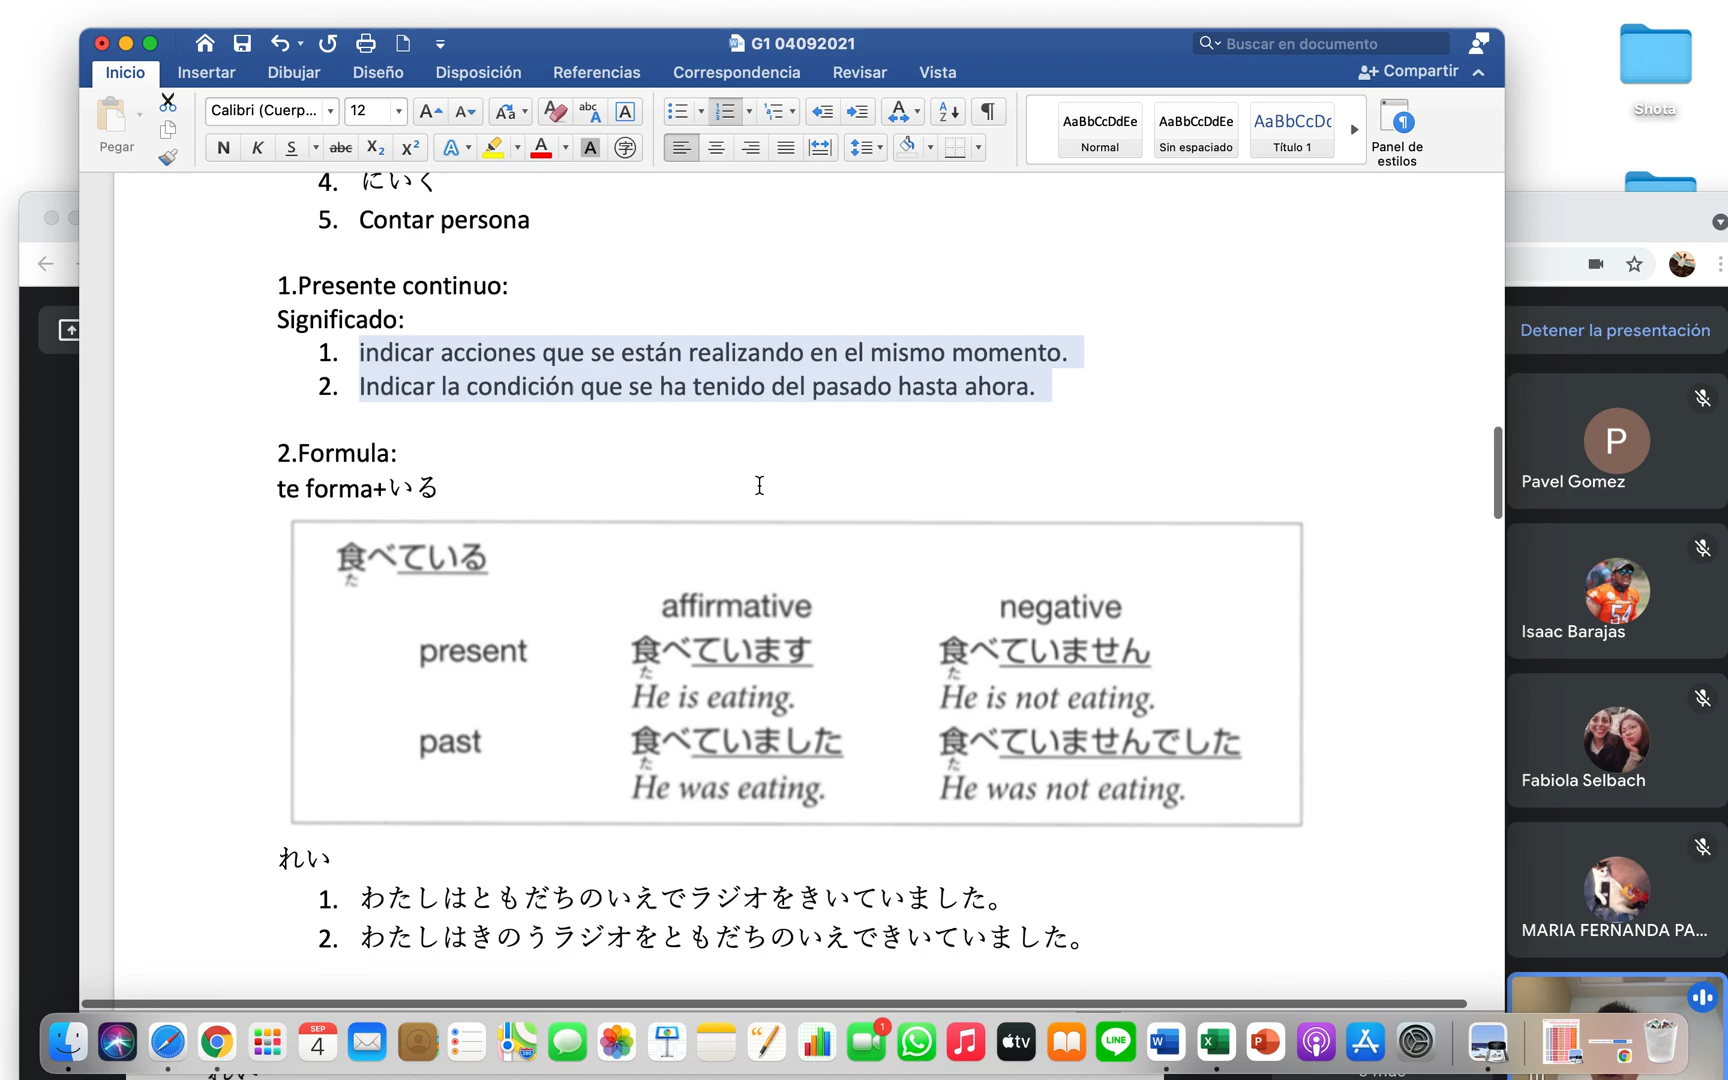 G1 04092021
Buscar en documento
Inicio
Insertar
Dibujar
Diseño
Disposición
Referencias
Correspondencia
Revisar
Vista
Compartir
Pegar
Calibri (Cuerp...
12
N K S abc X₂ X²
AaBbCcDdEe
Normal
AaBbCcDdEe
Sin espaciado
AaBbCcDc
Título 1
Panel de
estilos
Shota
4. にいく
5. Contar persona
1.Presente continuo:
Significado:
1. indicar acciones que se están realizando en el mismo momento.
2. Indicar la condición que se ha tenido del pasado hasta ahora.
2.Formula:
te forma+いる
食べている
た
affirmative negative
present 食べています 食べていません
た た
He is eating. He is not eating.
past 食べていました 食べていませんでした
た た
He was eating. He was not eating.
れい
1. わたしはともだちのいえでラジオをきいていました。
2. わたしはきのうラジオをともだちのいえできいていました。
Detener la presentación
P
Pavel Gomez
Isaac Barajas
Fabiola Selbach
MARIA FERNANDA PA...
SEP
4
1
tv
LINE